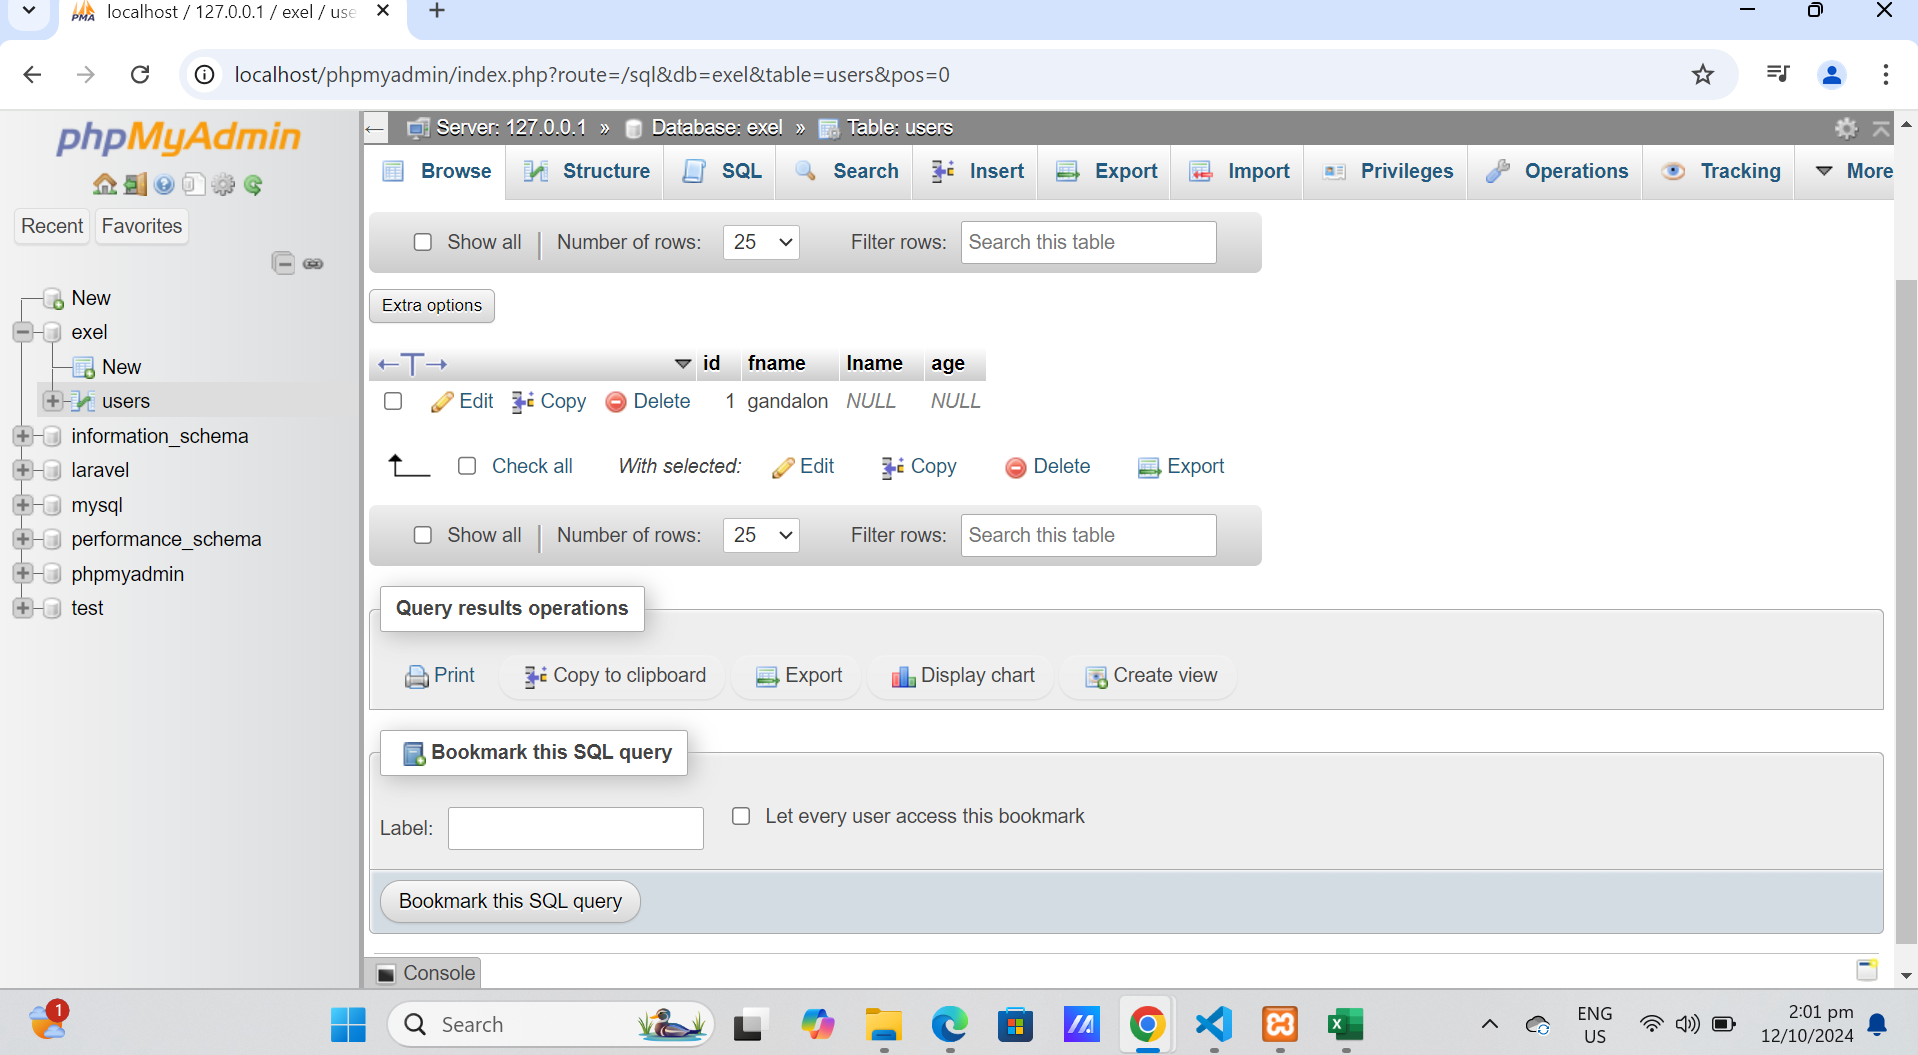 localhost / 127.0.0.1 / exel / use
localhost/phpmyadmin/index.php?route=/sql&db=exel&table=users&pos=0
phpMyAdmin
Recent
Favorites
New
exel
New
users
information_schema
laravel
mysql
performance_schema
phpmyadmin
test
Server: 127.0.0.1 » Database: exel » Table: users
Browse Structure SQL Search Insert Export Import Privileges Operations Tracking More
Show all Number of rows: 25 Filter rows: Search this table
Extra options
id fname lname age
Edit Copy Delete 1 gandalon NULL NULL
Check all With selected: Edit Copy Delete Export
Show all Number of rows: 25 Filter rows: Search this table
Query results operations
Print Copy to clipboard Export Display chart Create view
Bookmark this SQL query
Label: Let every user access this bookmark
Bookmark this SQL query
Console
1
Search
ENG
US
2:01 pm
12/10/2024